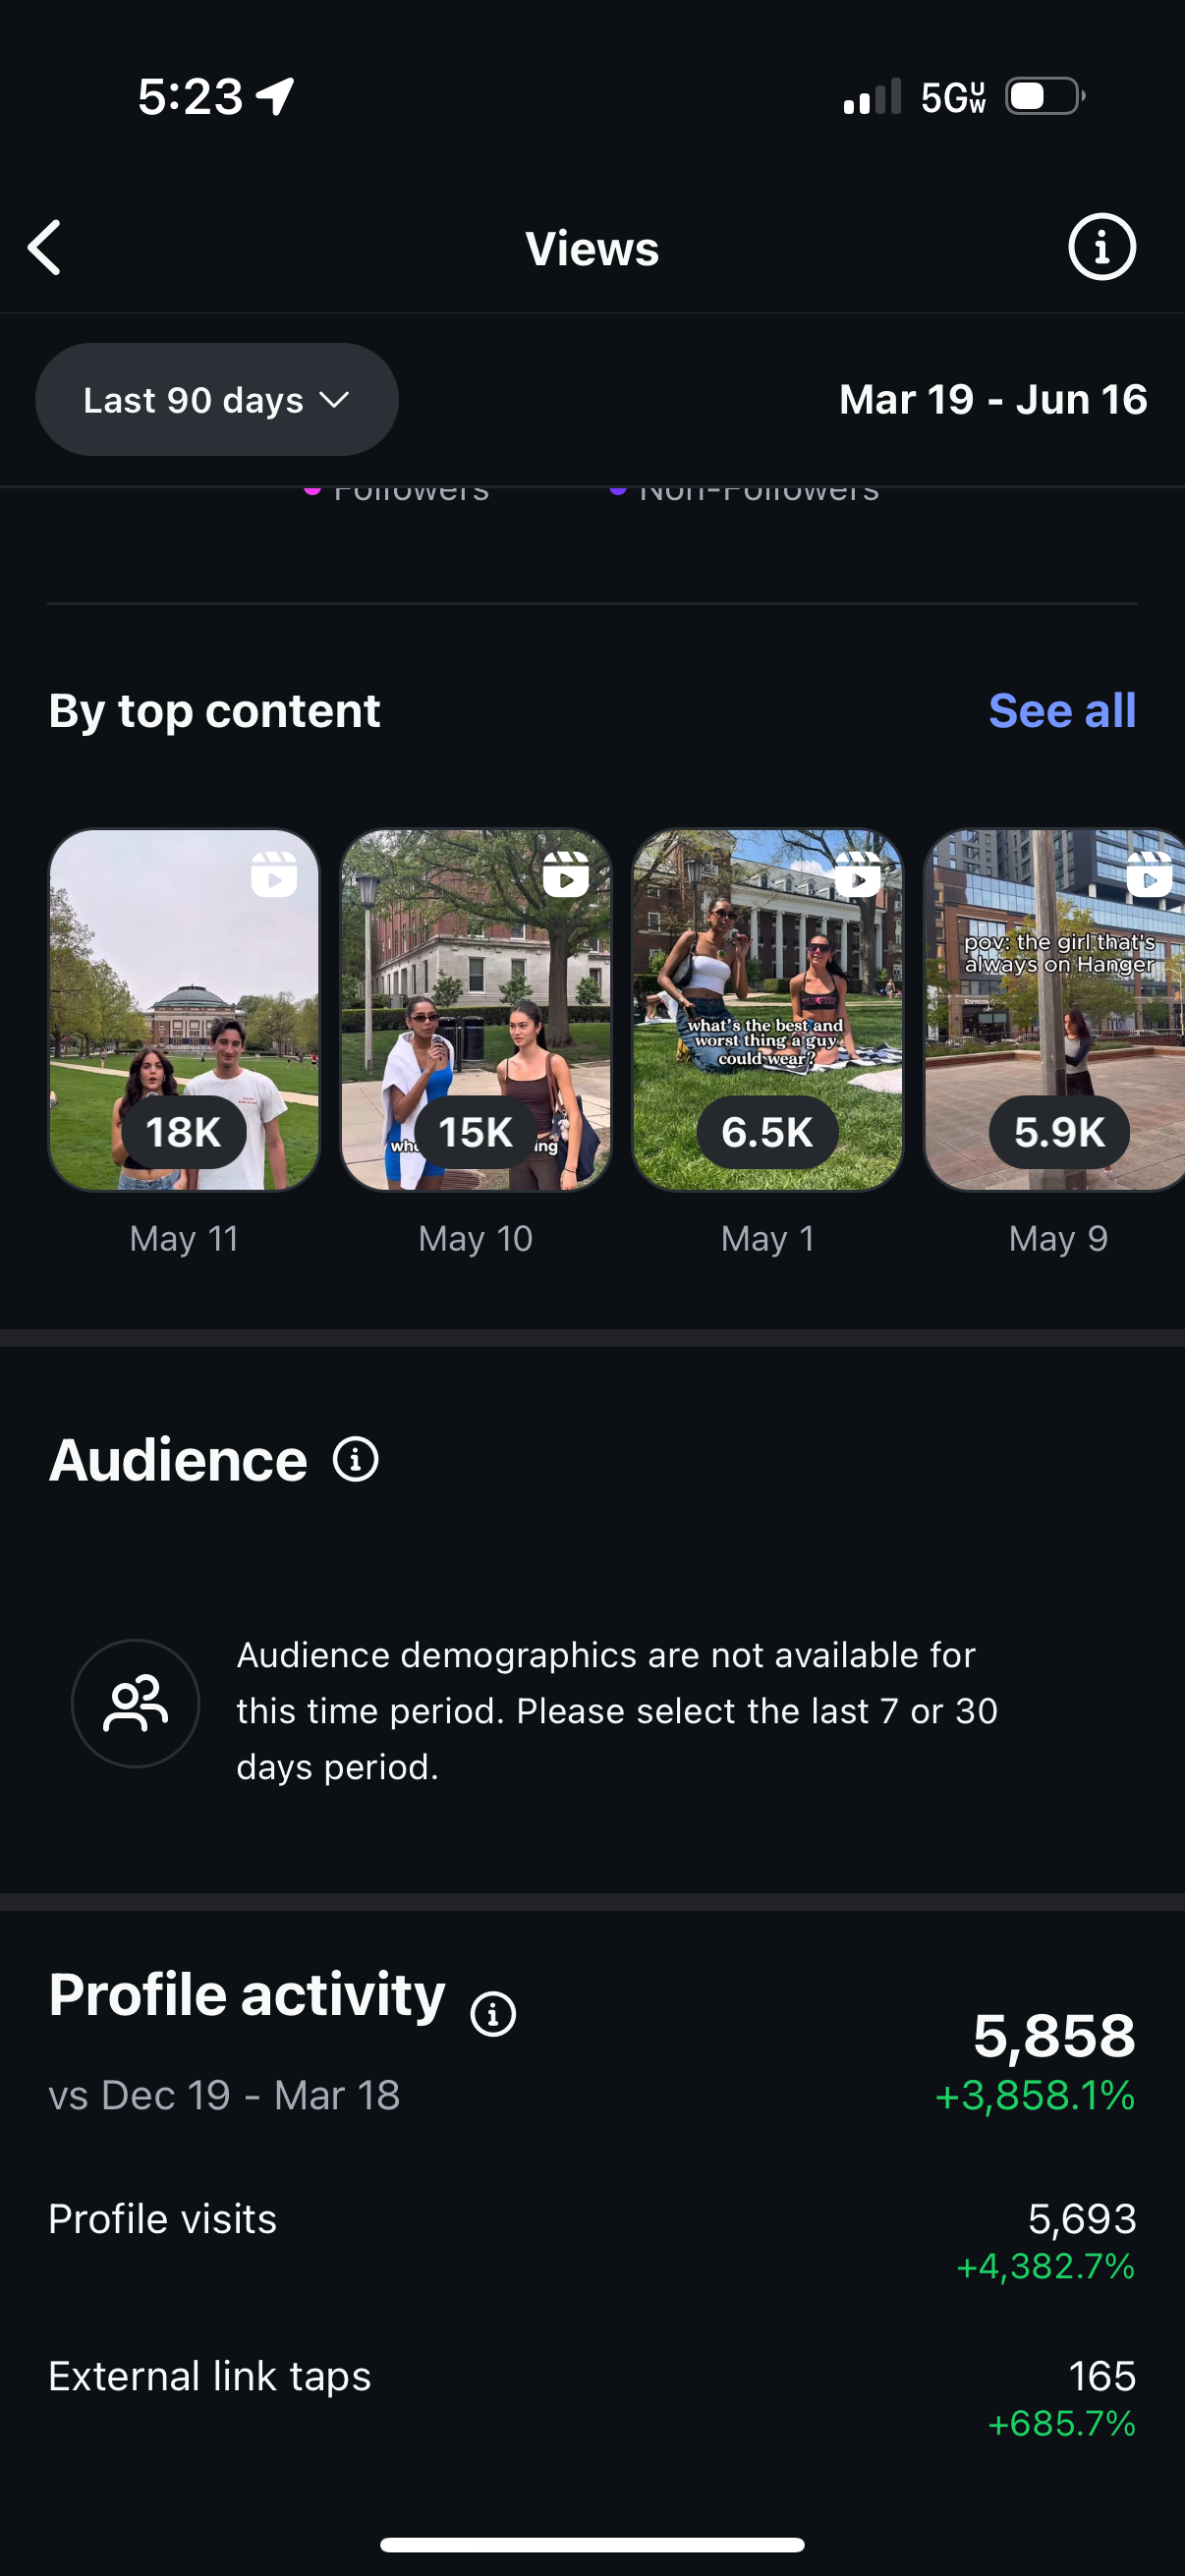 5:23
5G UW
Views
Last 90 days
Mar 19 - Jun 16
Followers
Non-Followers
By top content
See all
pov: the girl that's
always on Hanger
what's the best and
worst thing a guy
could wear?
ing
18K
15K
6.5K
5.9K
May 11
May 10
May 1
May 9
Audience
Audience demographics are not available for
this time period. Please select the last 7 or 30
days period.
Profile activity
5,858
vs Dec 19 - Mar 18
+3,858.1%
Profile visits
5,693
+4,382.7%
External link taps
165
+685.7%